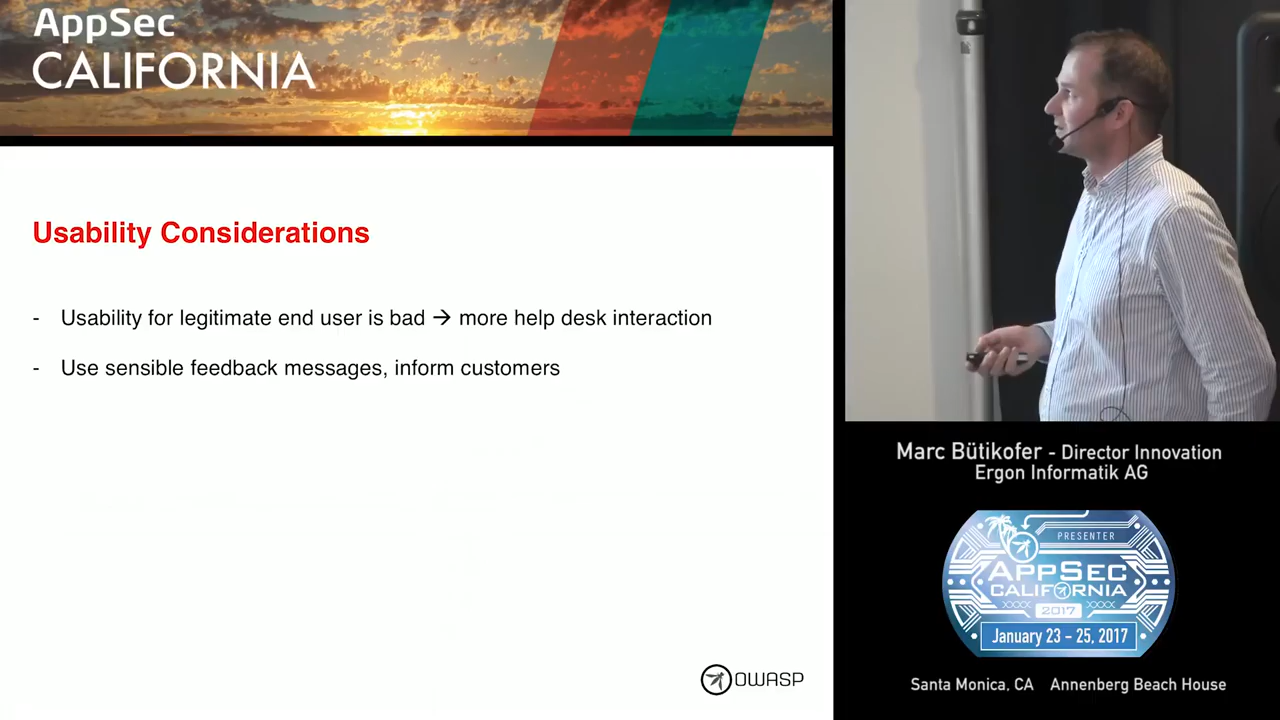 AppSec
CALIFORNIA
Usability Considerations
- Usability for legitimate end user is bad → more help desk interaction
- Use sensible feedback messages, inform customers
OWASP
Marc Bütikofer - Director Innovation
Ergon Informatik AG
PRESENTER
APPSEC
CALIFORNIA
2017
January 23 - 25, 2017
Santa Monica, CA Annenberg Beach House